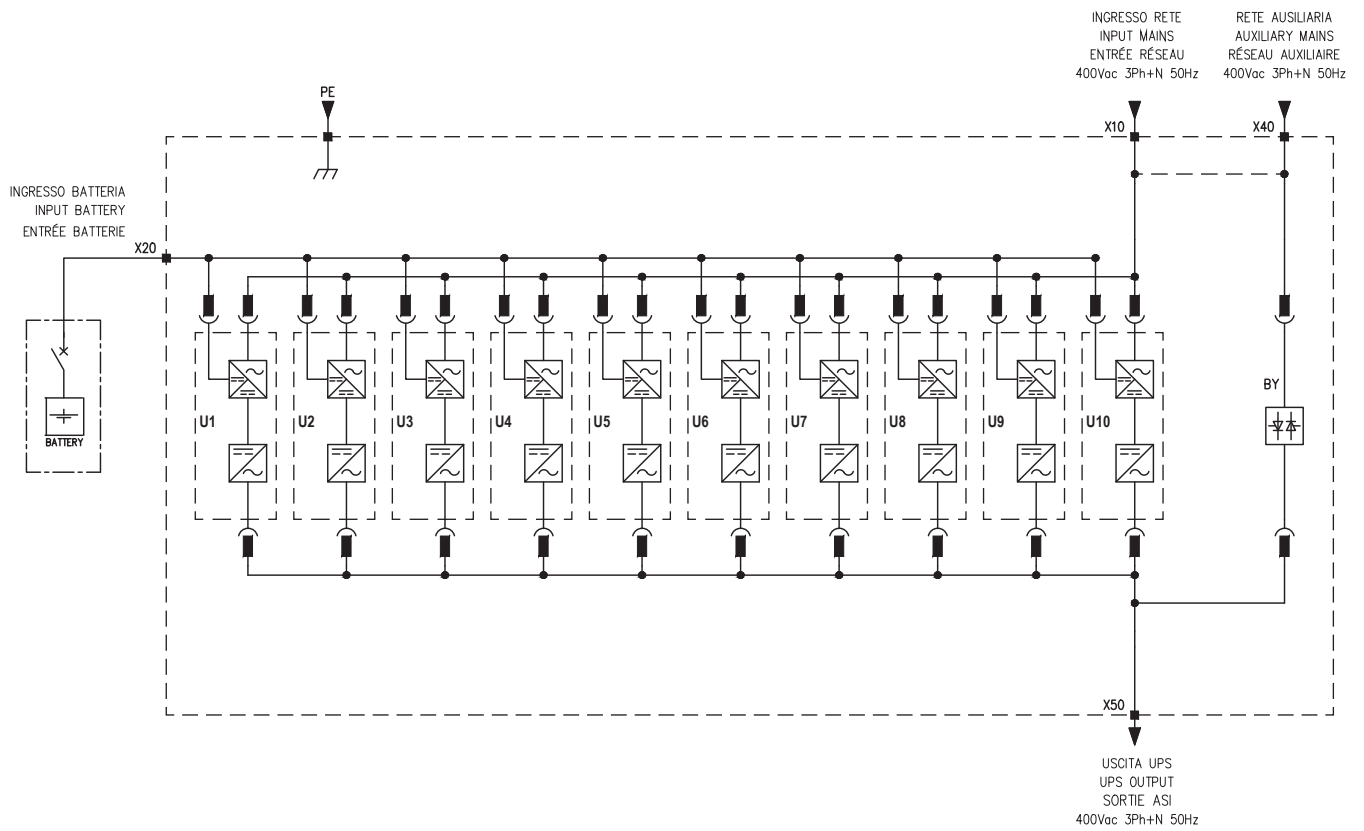 INGRESSO RETE
INPUT MAINS
ENTRÉE RÉSEAU
400Vac 3Ph+N 50Hz
RETE AUSILIARIA
AUXILIARY MAINS
RÉSEAU AUXILIAIRE
400Vac 3Ph+N 50Hz
PE
X10
X40
INGRESSO BATTERIA
INPUT BATTERY
ENTRÉE BATTERIE
X20
BATTERY
U1
U2
U3
U4
U5
U6
U7
U8
U9
U10
BY
X50
USCITA UPS
UPS OUTPUT
SORTIE ASI
400Vac 3Ph+N 50Hz